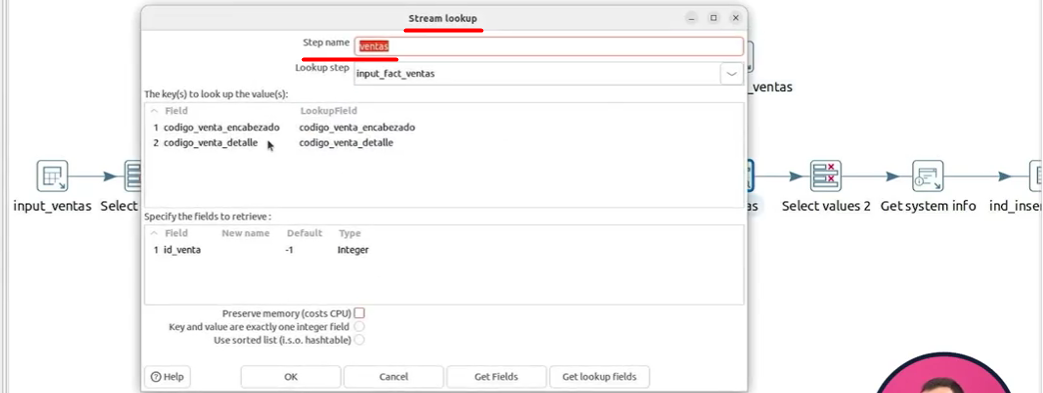 Stream lookup
Step name ventas
Lookup step input_fact_ventas
The key(s) to look up the value(s):
Field LookupField
1 codigo_venta_encabezado codigo_venta_encabezado
2 codigo_venta_detalle codigo_venta_detalle
Specify the fields to retrieve :
Field New name Default Type
1 id_venta -1 Integer
Preserve memory (costs CPU)
Key and value are exactly one integer field
Use sorted list (i.s.o. hashtable)
Help OK Cancel Get Fields Get lookup fields
_ventas
input_ventas Select as Select values 2 Get system info ind_inser